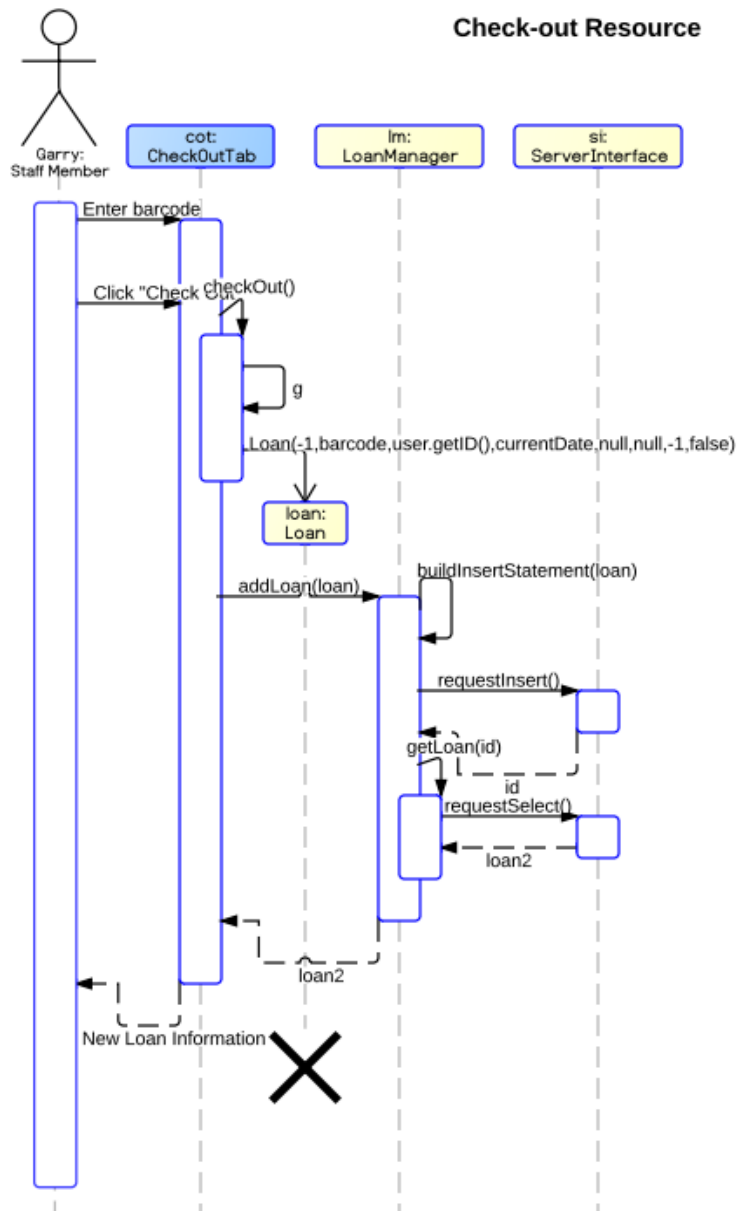 Check-out Resource
Garry:
Staff Member
cot:
CheckOutTab
lm:
LoanManager
si:
ServerInterface
Enter barcode
Click "Check Out"
checkOut()
g
Loan(-1,barcode,user.getID(),currentDate,null,null,-1,false)
loan:
Loan
buildInsertStatement(loan)
addLoan(loan)
requestInsert()
getLoan(id)
id
requestSelect()
loan2
loan2
New Loan Information